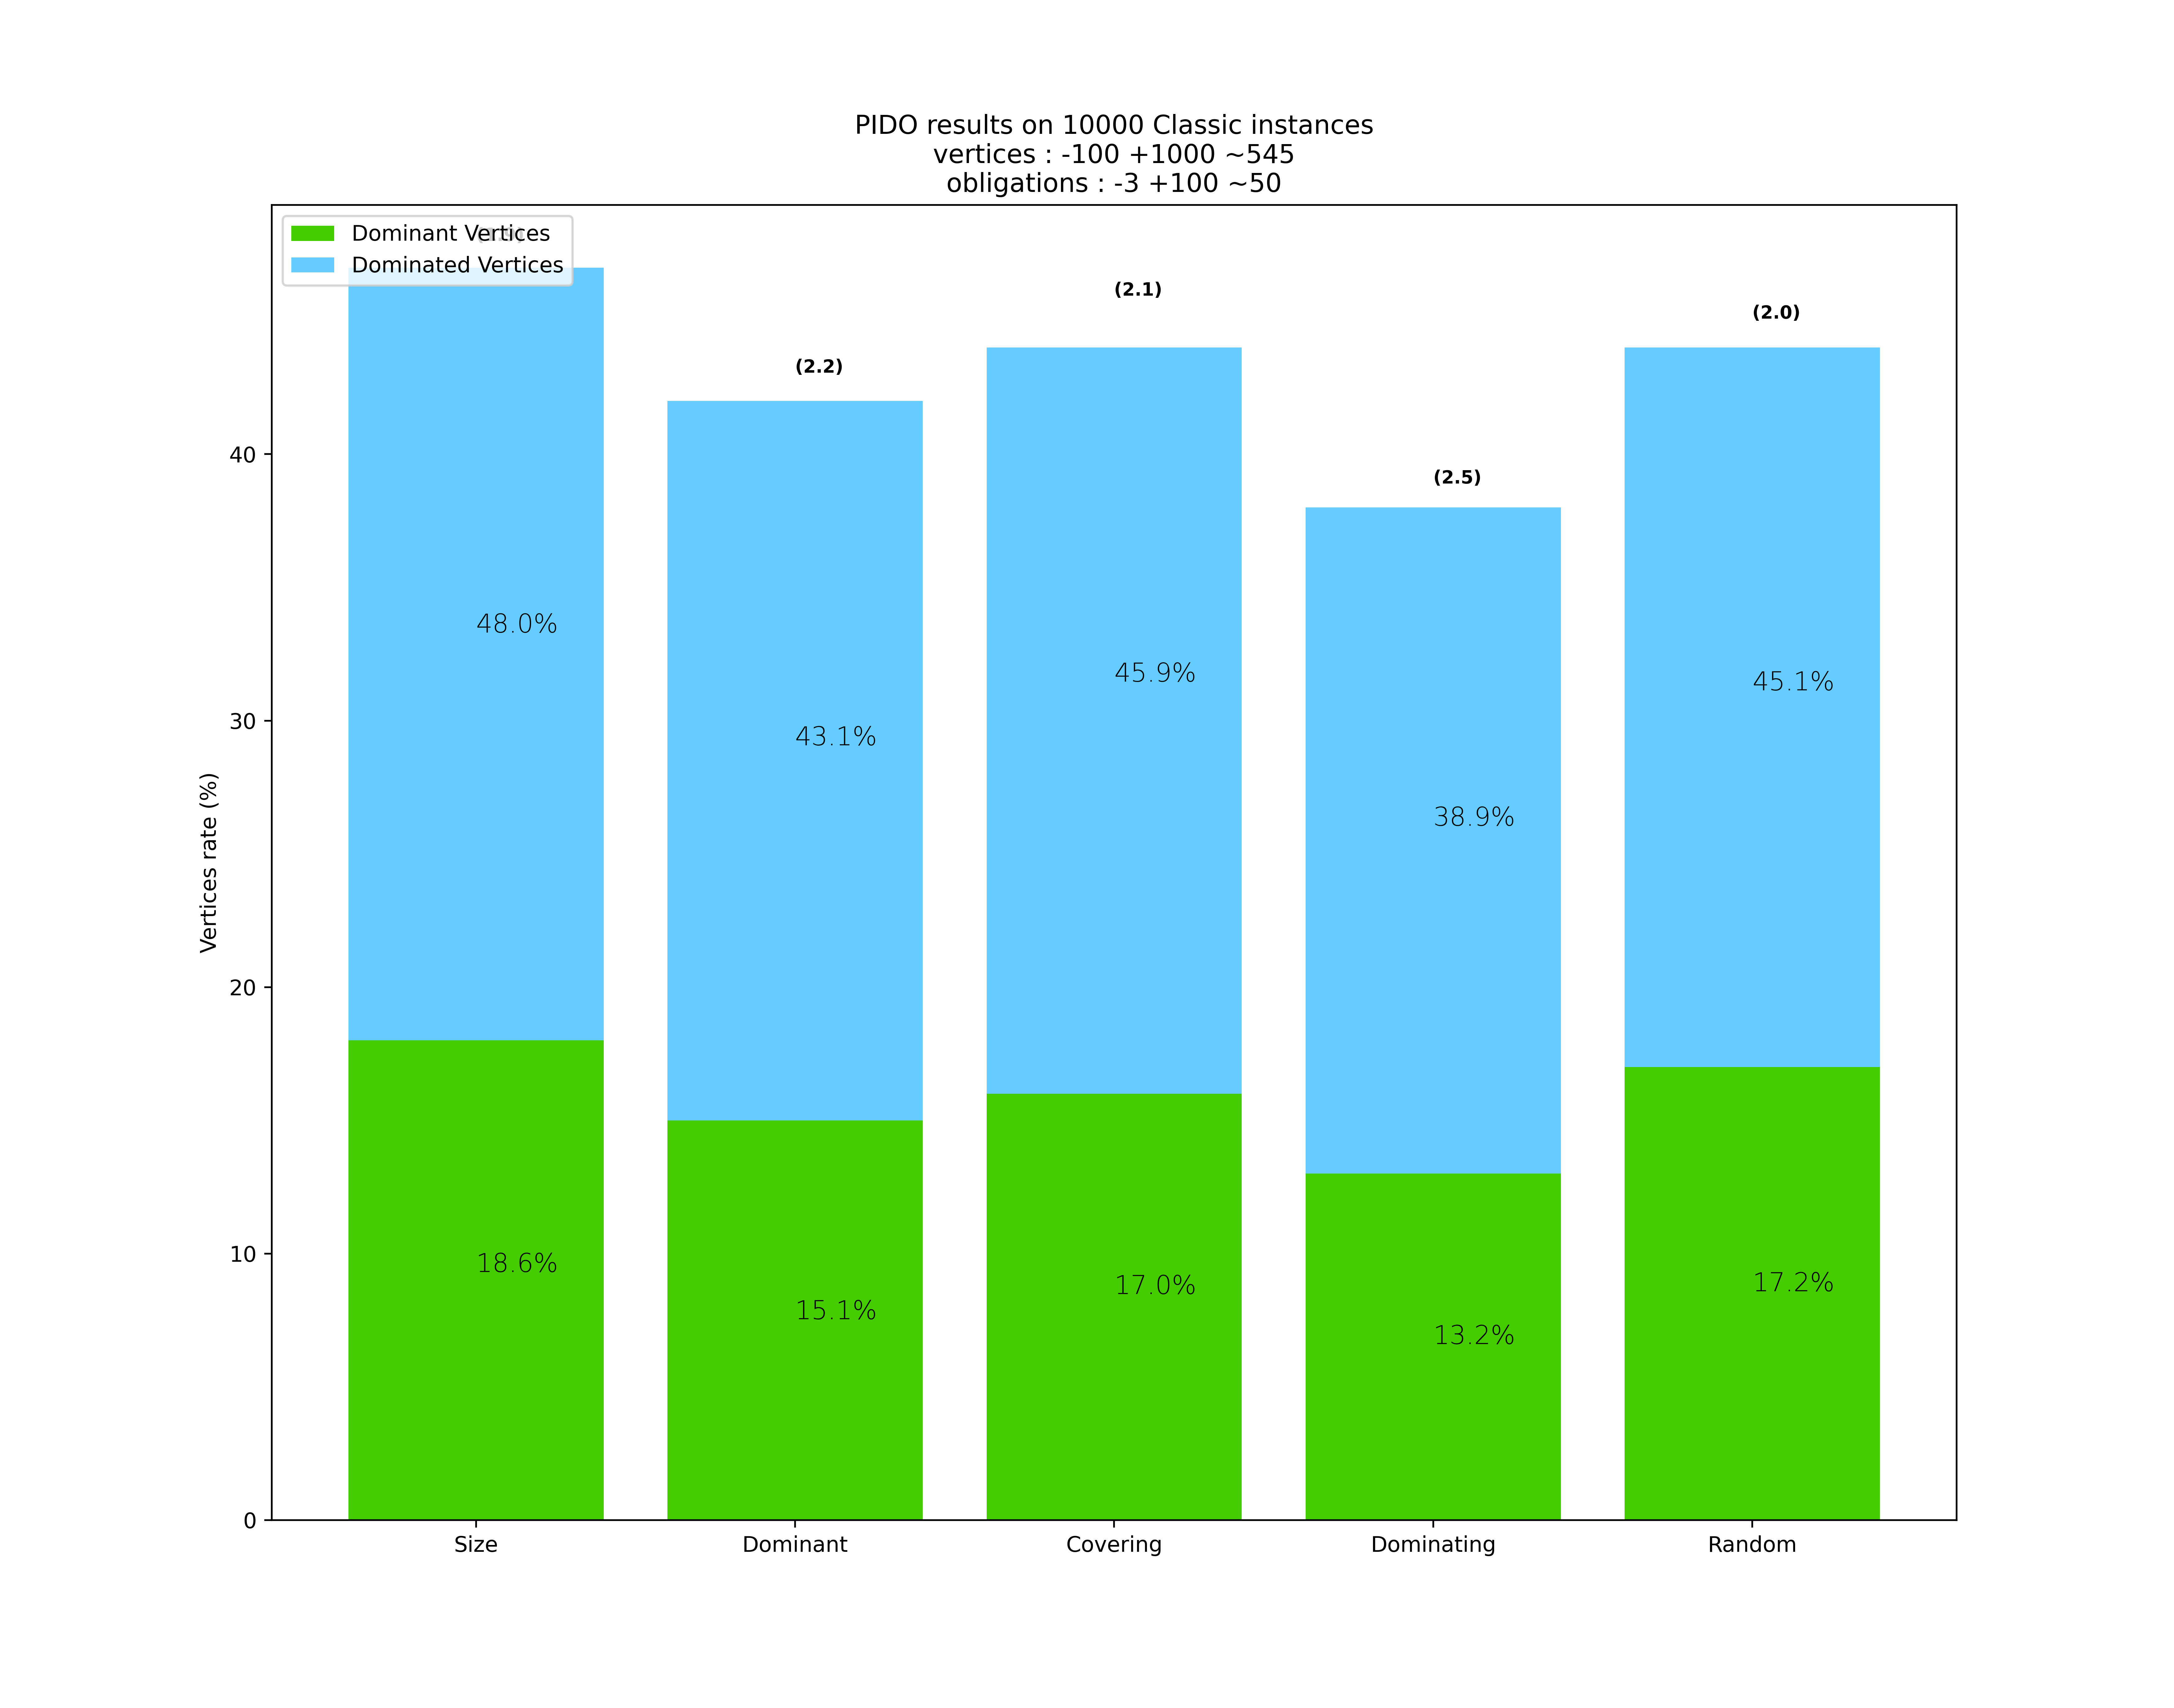 PIDO results on 10000 Classic instances
vertices : -100 +1000 ~545
obligations : -3 +100 ~50
Dominant Vertices
Dominated Vertices
(2.1)
(2.0)
(2.2)
(2.5)
48.0%
43.1%
45.9%
38.9%
45.1%
18.6%
15.1%
17.0%
13.2%
17.2%
Vertices rate (%)
40
30
20
10
0
Size Dominant Covering Dominating Random